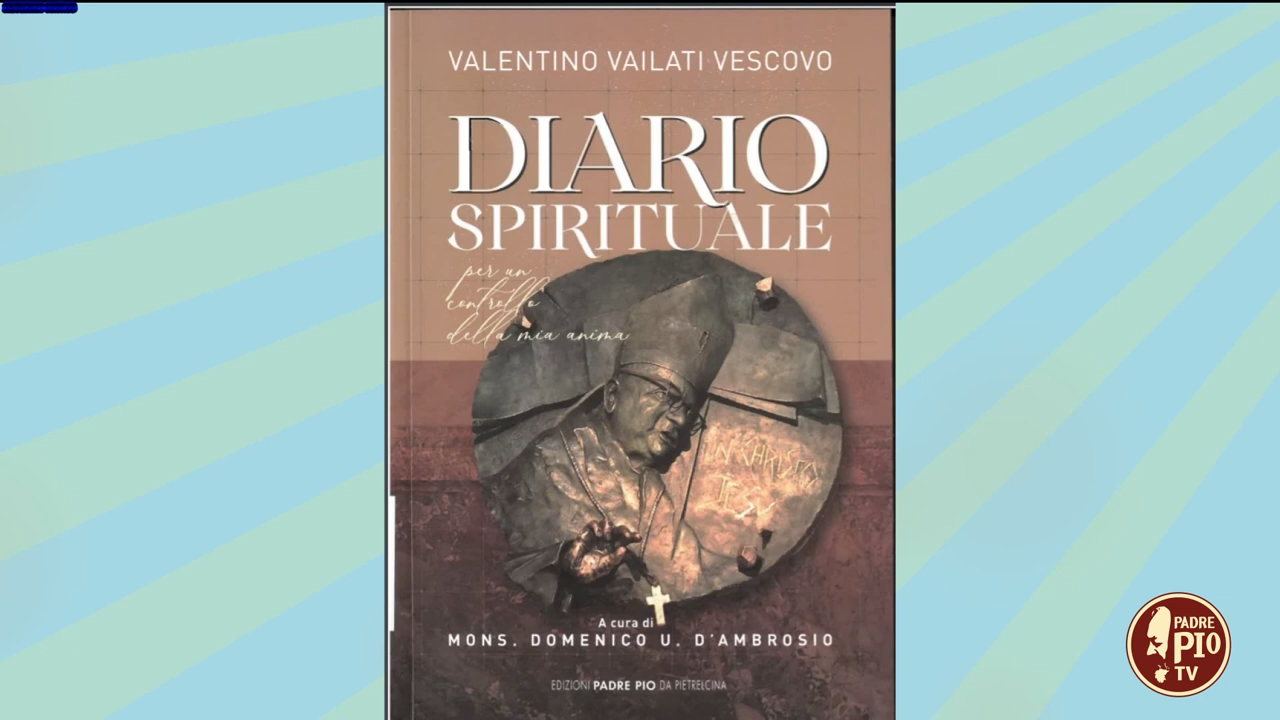 VALENTINO VAILATI VESCOVO
DIARIO
SPIRITUALE
per un
controllo
della mia anima
IN CHRISTO
A cura di
MONS. DOMENICO U. D'AMBROSIO
EDIZIONI PADRE PIO DA PIETRELCINA
PADRE
PIO
TV